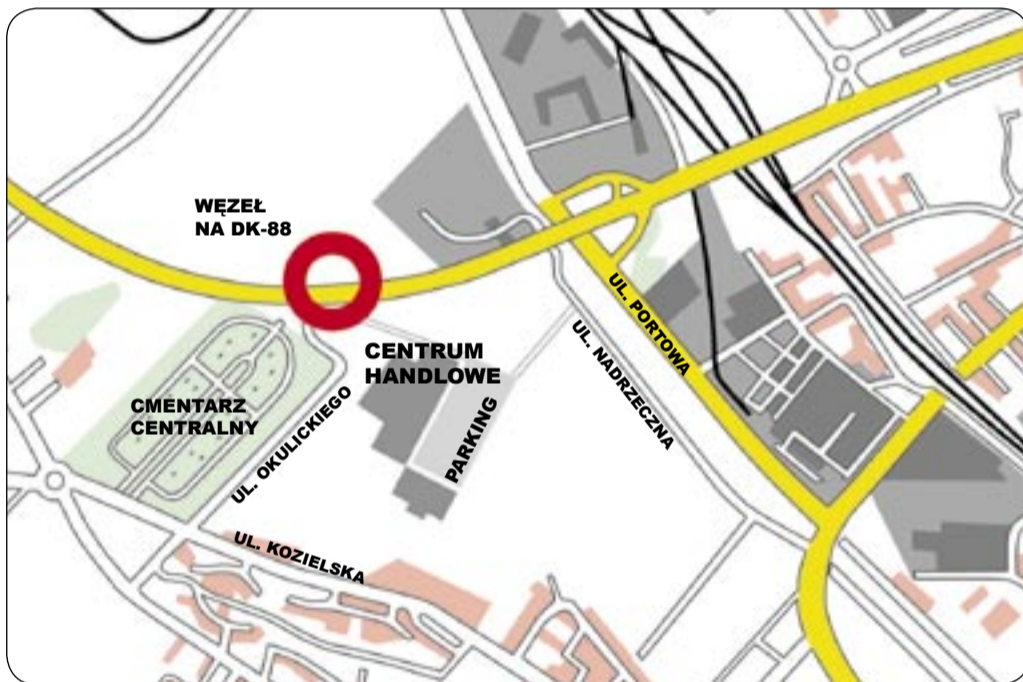 WĘZEŁ
NA DK-88
CENTRUM
HANDLOWE
CMENTARZ
CENTRALNY
UL. OKULICKIEGO
PARKING
UL. PORTOWA
UL. NADRZECZNA
UL. KOZIELSKA